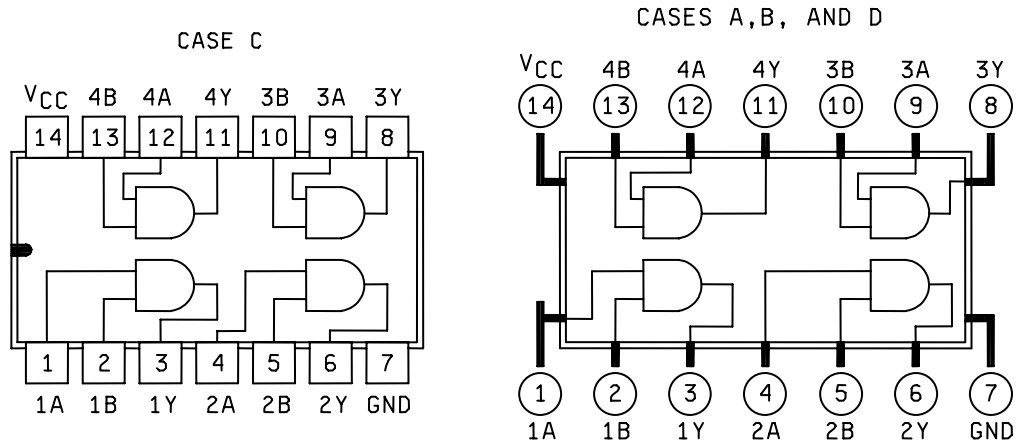 CASE C
VCC 4B 4A 4Y 3B 3A 3Y
14 13 12 11 10 9 8
1 2 3 4 5 6 7
1A 1B 1Y 2A 2B 2Y GND
CASES A,B, AND D
VCC 4B 4A 4Y 3B 3A 3Y
14 13 12 11 10 9 8
1 2 3 4 5 6 7
1A 1B 1Y 2A 2B 2Y GND